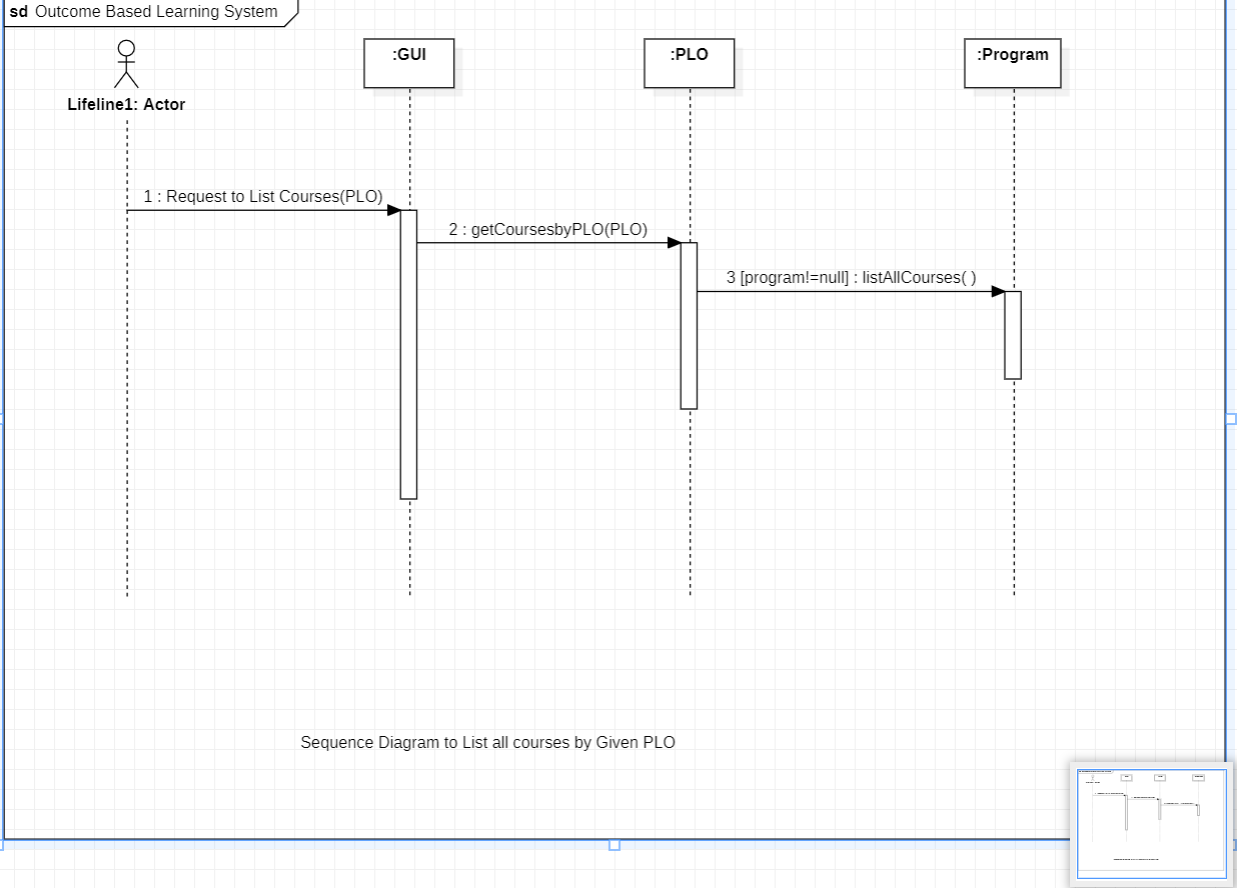 sd Outcome Based Learning System
:GUI
:PLO
:Program
Lifeline1: Actor
1 : Request to List Courses(PLO)
2 : getCoursesbyPLO(PLO)
3 [program!=null] : listAllCourses( )
Sequence Diagram to List all courses by Given PLO